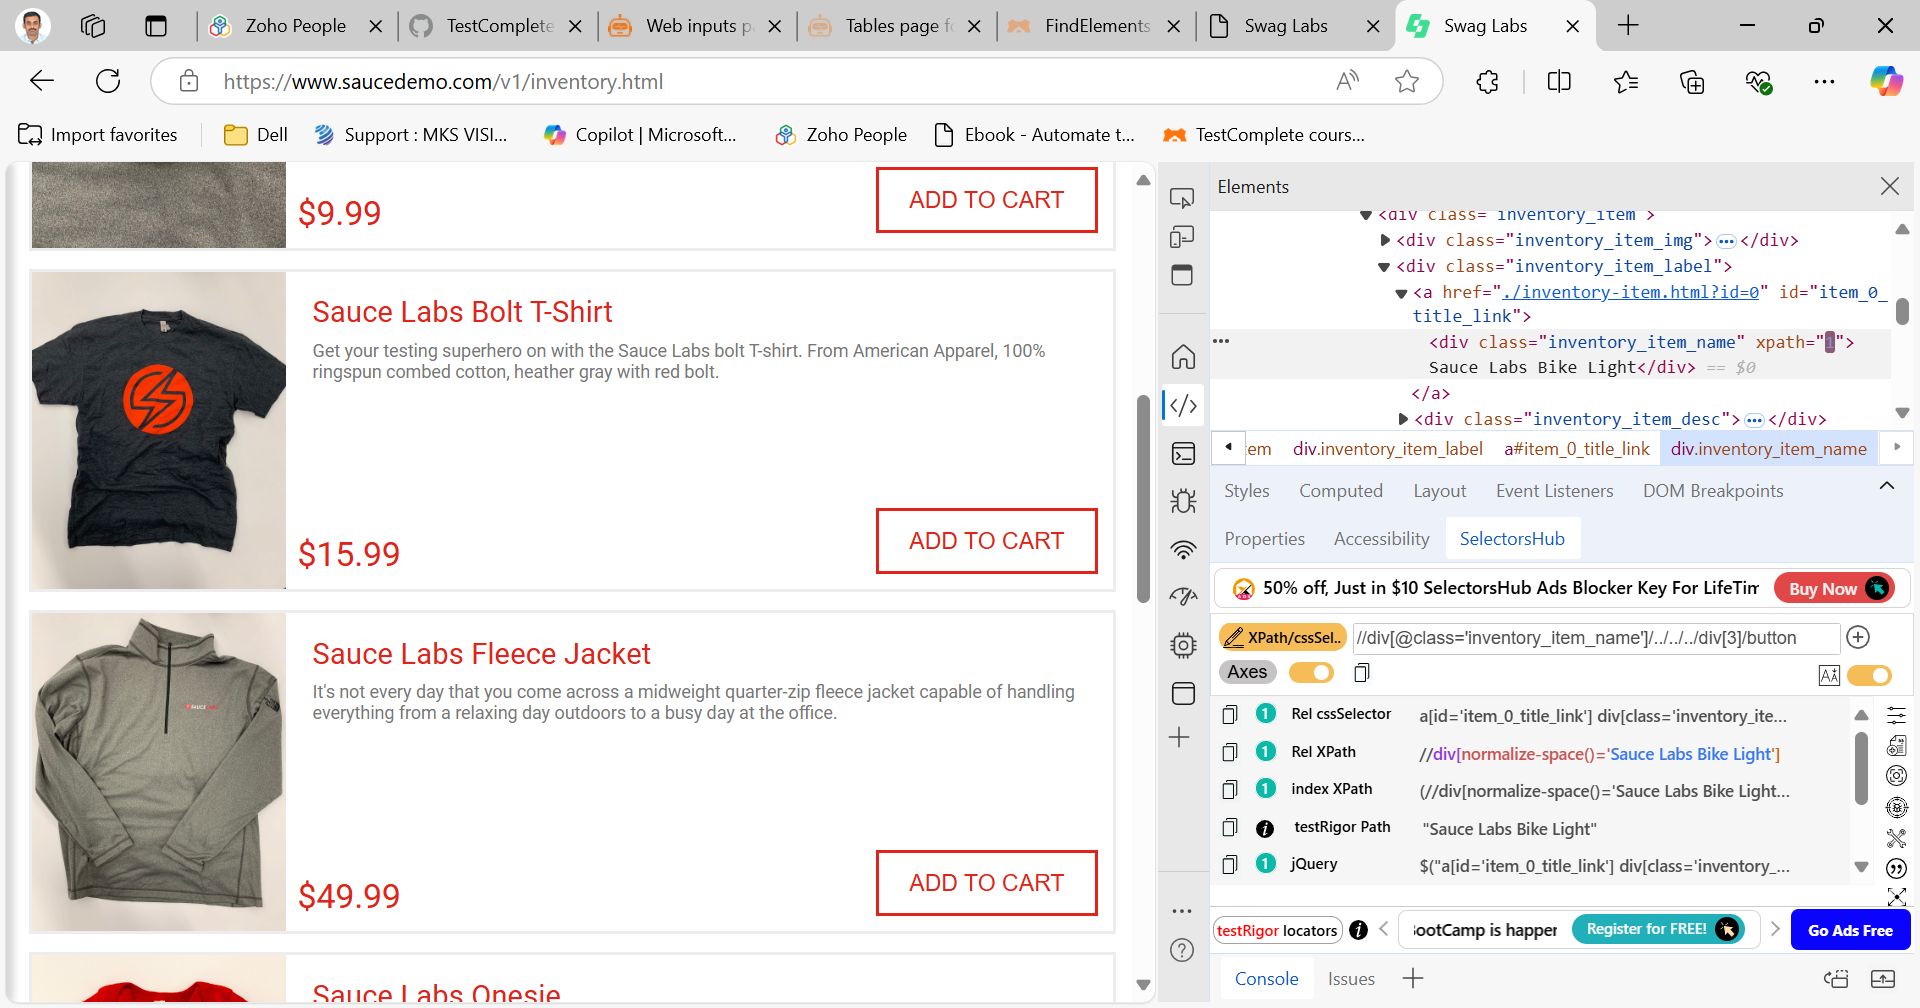 Zoho People
TestComplete
Web inputs p
Tables page fo
FindElements
Swag Labs
Swag Labs
https://www.saucedemo.com/v1/inventory.html
Import favorites
Dell
Support : MKS VISI...
Copilot | Microsoft...
Zoho People
Ebook - Automate t...
TestComplete cours...
$9.99
ADD TO CART
Sauce Labs Bolt T-Shirt
Get your testing superhero on with the Sauce Labs bolt T-shirt. From American Apparel, 100%
ringspun combed cotton, heather gray with red bolt.
$15.99
ADD TO CART
Sauce Labs Fleece Jacket
It's not every day that you come across a midweight quarter-zip fleece jacket capable of handling
everything from a relaxing day outdoors to a busy day at the office.
$49.99
ADD TO CART
Sauce Labs Onesie
Elements
<div class="inventory_item">
<div class="inventory_item_img">•••</div>
<div class="inventory_item_label">
<a href="./inventory-item.html?id=0" id="item_0_
title_link">
<div class="inventory_item_name" xpath="1">
Sauce Labs Bike Light</div> == $0
</a>
<div class="inventory_item_desc">•••</div>
em div.inventory_item_label a#item_0_title_link div.inventory_item_name
Styles Computed Layout Event Listeners DOM Breakpoints
Properties Accessibility SelectorsHub
50% off, Just in $10 SelectorsHub Ads Blocker Key For LifeTim
Buy Now
XPath/cssSel.. //div[@class='inventory_item_name']/../../../div[3]/button
Axes
1 Rel cssSelector a[id='item_0_title_link'] div[class='inventory_ite...
1 Rel XPath //div[normalize-space()='Sauce Labs Bike Light']
1 index XPath (//div[normalize-space()='Sauce Labs Bike Light...
testRigor Path "Sauce Labs Bike Light"
1 jQuery $("a[id='item_0_title_link'] div[class='inventory_...
testRigor locators
BootCamp is happen
Register for FREE!
Go Ads Free
Console Issues